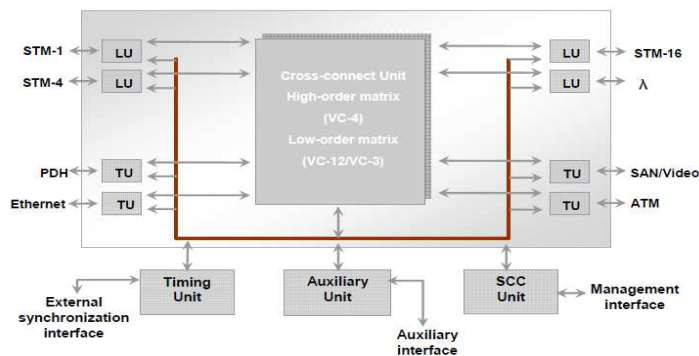 STM-1
LU
STM-4
LU
PDH
TU
Ethernet
TU
Cross-connect Unit
High-order matrix
(VC-4)
Low-order matrix
(VC-12/VC-3)
LU
STM-16
LU
λ
TU
SAN/Video
TU
ATM
Timing
Unit
Auxiliary
Unit
SCC
Unit
External
synchronization
interface
Auxiliary
interface
Management
interface